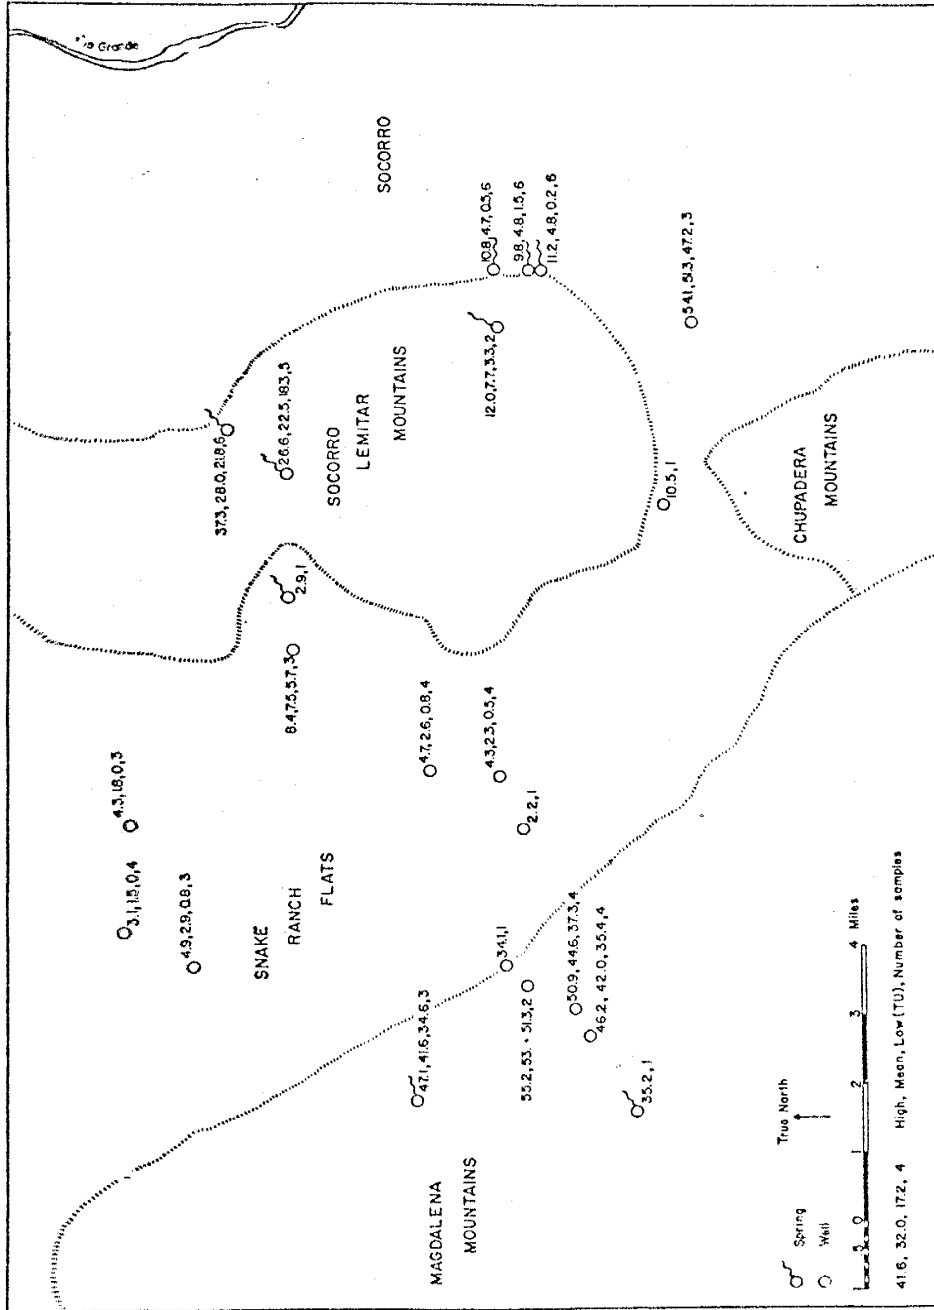 Rio Grande
SOCORRO
10.8, 4.7, 0.5, 6
9.8, 4.8, 1.5, 6
11.2, 4.8, 0.2, 6
54.1, 51.3, 47.2, 3
12.0, 7.7, 3.3, 2
37.3, 28.0, 21.8, 6
26.6, 22.5, 18.3, 5
SOCORRO
LEMITAR
MOUNTAINS
10.5, 1
CHUPADERA
MOUNTAINS
2.9, 1
8.4, 7.5, 5.7, 3
4.7, 2.6, 0.8, 4
4.3, 2.3, 0.5, 4
2.2, 1
4.3, 1.8, 0, 3
3.1, 1.5, 0, 4
4.9, 2.9, 0.8, 3
SNAKE
RANCH
FLATS
34.1, 1
47.1, 41.6, 34.6, 3
55.2, 53. + 51.3, 2
50.9, 44.6, 37.3, 4
46.2, 42.0, 35.4, 4
35.2, 1
MAGDALENA
MOUNTAINS
Spring
Well
True North
1 .5 0 1 2 3 4 Miles
41.6, 32.0, 17.2, 4 High, Mean, Low (TU), Number of samples